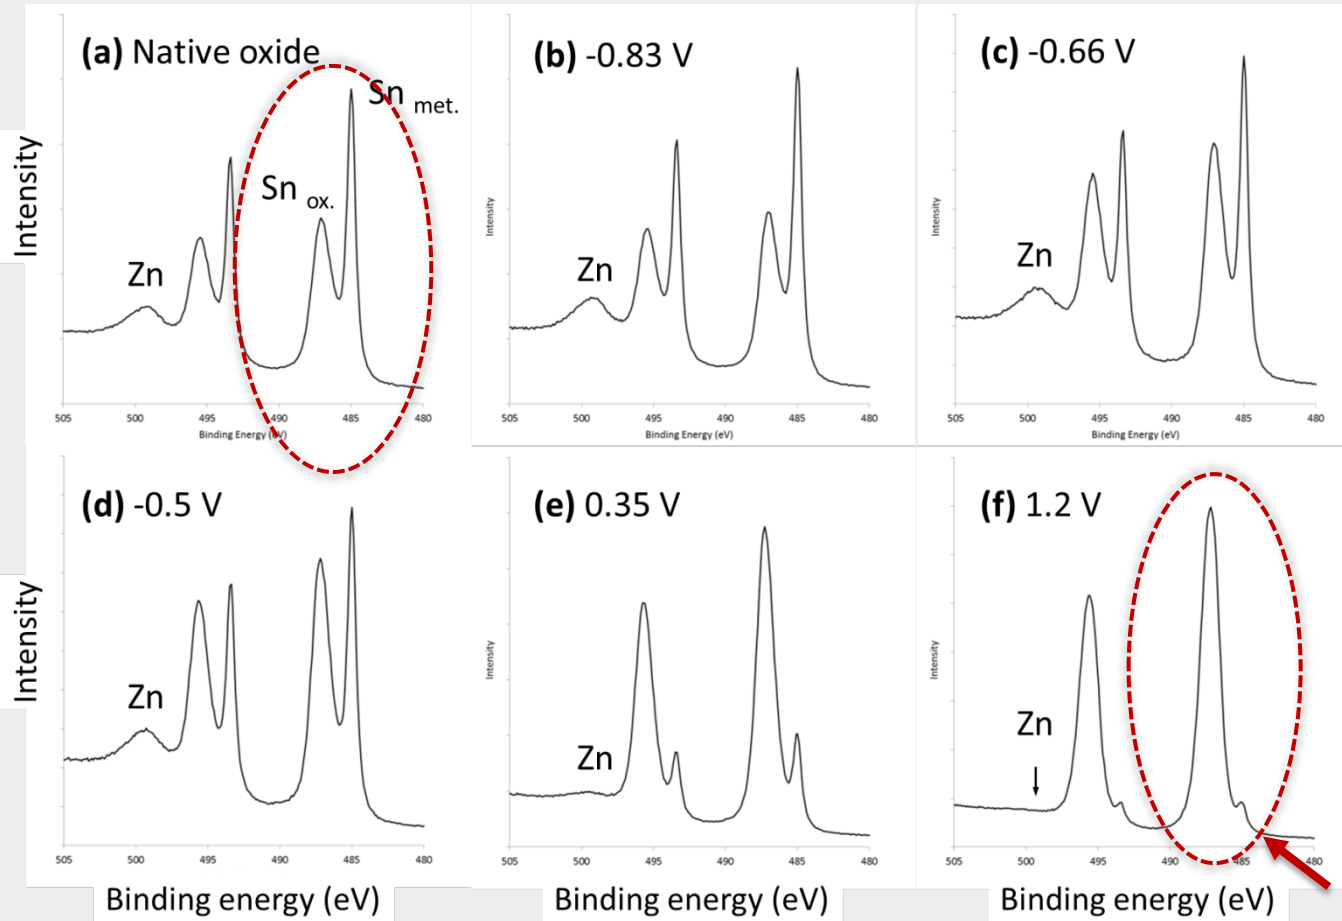 (a) Native oxide
Sn met.
Sn ox.
Zn
Intensity
505 500 495 490 485 480
Binding Energy (eV)
(b) -0.83 V
Zn
Intensity
505 500 495 490 485 480
Binding Energy (eV)
(c) -0.66 V
Zn
Intensity
505 500 495 490 485 480
Binding Energy (eV)
(d) -0.5 V
Zn
Intensity
505 500 495 490 485 480
Binding energy (eV)
(e) 0.35 V
Zn
Intensity
505 500 495 490 485 480
Binding energy (eV)
(f) 1.2 V
Zn
Intensity
505 500 495 490 485 480
Binding energy (eV)